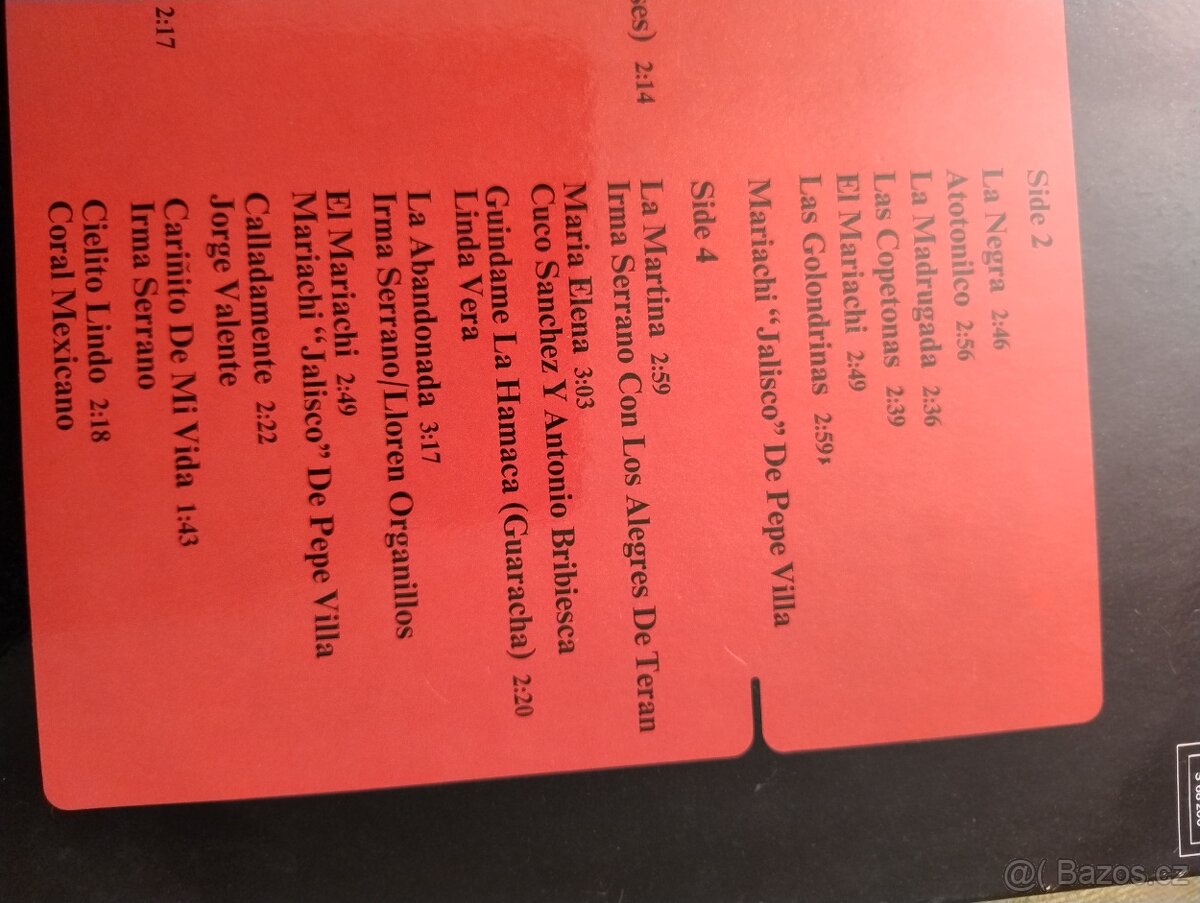 ses) 2:14
2:17
Side 2
La Negra 2:46
Atotonilco 2:56
La Madrugada 2:36
Las Copetonas 2:39
El Mariachi 2:49
Las Golondrinas 2:59
Mariachi “Jalisco” De Pepe Villa
Side 4
La Martina 2:59
Irma Serrano Con Los Alegres De Teran
Maria Elena 3:03
Cuco Sanchez Y Antonio Bribiesca
Guindame La Hamaca (Guaracha) 2:20
Linda Vera
La Abandonada 3:17
Irma Serrano/Lloren Organillos
El Mariachi 2:49
Mariachi “Jalisco” De Pepe Villa
Calladamente 2:22
Jorge Valente
Cariñito De Mi Vida 1:43
Irma Serrano
Cielito Lindo 2:18
Coral Mexicano
@( Bazos.cz